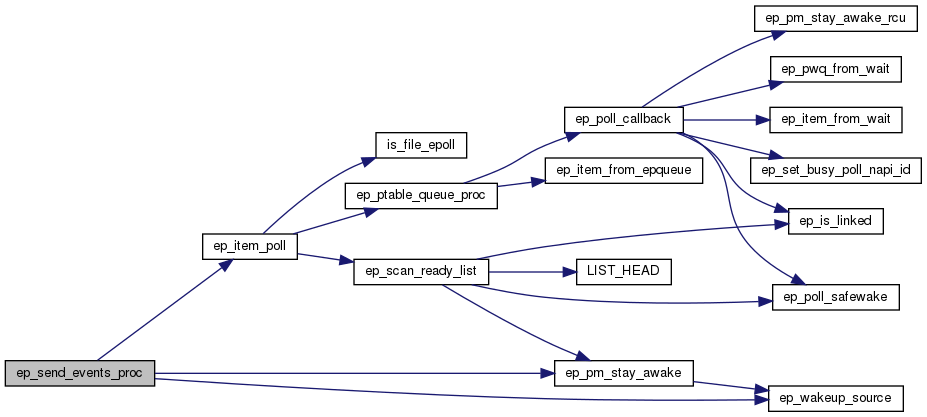 ep_send_events_proc
ep_item_poll
is_file_epoll
ep_ptable_queue_proc
ep_scan_ready_list
ep_poll_callback
ep_item_from_epqueue
LIST_HEAD
ep_pm_stay_awake
ep_pm_stay_awake_rcu
ep_pwq_from_wait
ep_item_from_wait
ep_set_busy_poll_napi_id
ep_is_linked
ep_poll_safewake
ep_wakeup_source